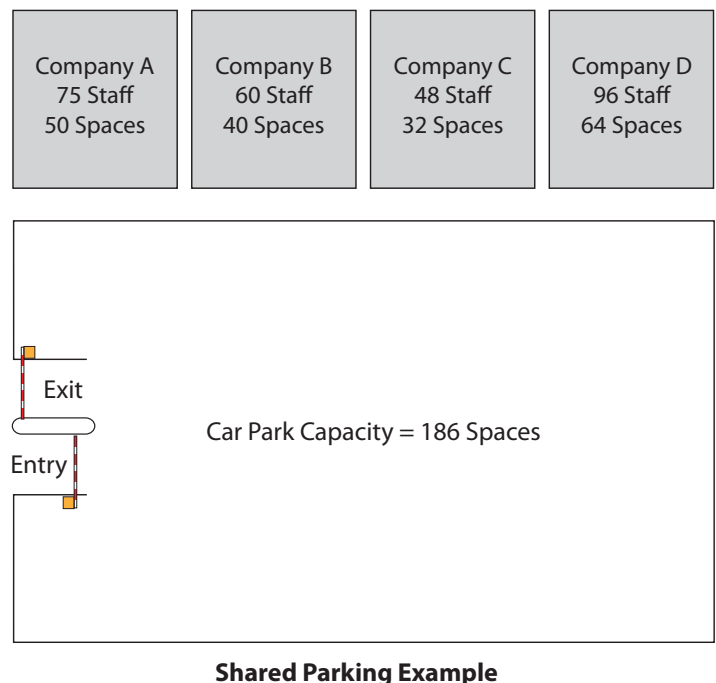 Company A
75 Staff
50 Spaces
Company B
60 Staff
40 Spaces
Company C
48 Staff
32 Spaces
Company D
96 Staff
64 Spaces
Exit
Car Park Capacity = 186 Spaces
Entry
Shared Parking Example